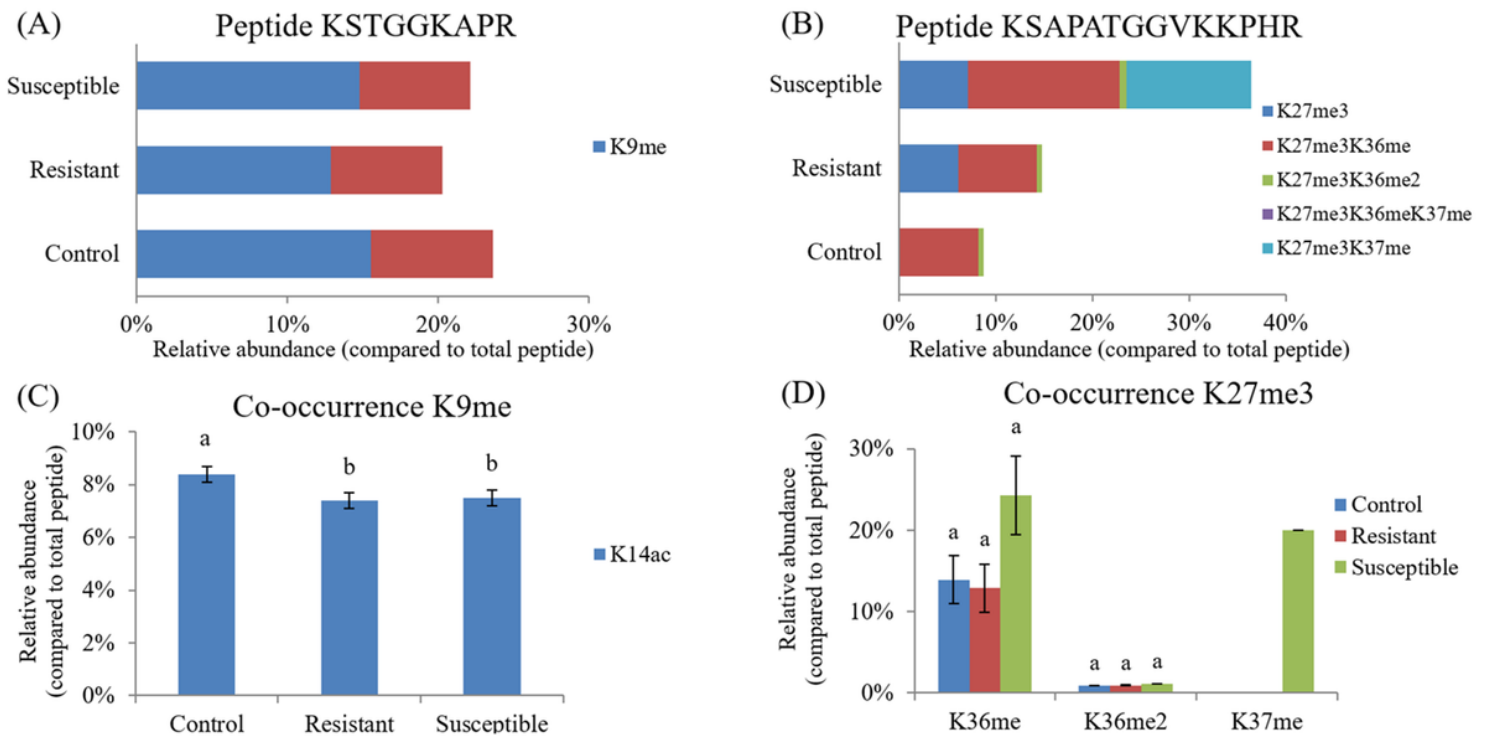 (A)
Peptide KSTGGKAPR
Susceptible
Resistant
Control
0% 10% 20% 30%
Relative abundance (compared to total peptide)
K9me
(B)
Peptide KSAPATGGVKKPHR
Susceptible
Resistant
Control
0% 10% 20% 30% 40%
Relative abundance (compared to total peptide)
K27me3
K27me3K36me
K27me3K36me2
K27me3K36meK37me
K27me3K37me
(C)
Co-occurrence K9me
Relative abundance
(compared to total peptide)
10%
8%
6%
4%
2%
0%
a b b
Control Resistant Susceptible
K14ac
(D)
Co-occurrence K27me3
Relative abundance
(compared to total peptide)
30%
20%
10%
0%
a a a
a a a
K36me K36me2 K37me
Control
Resistant
Susceptible